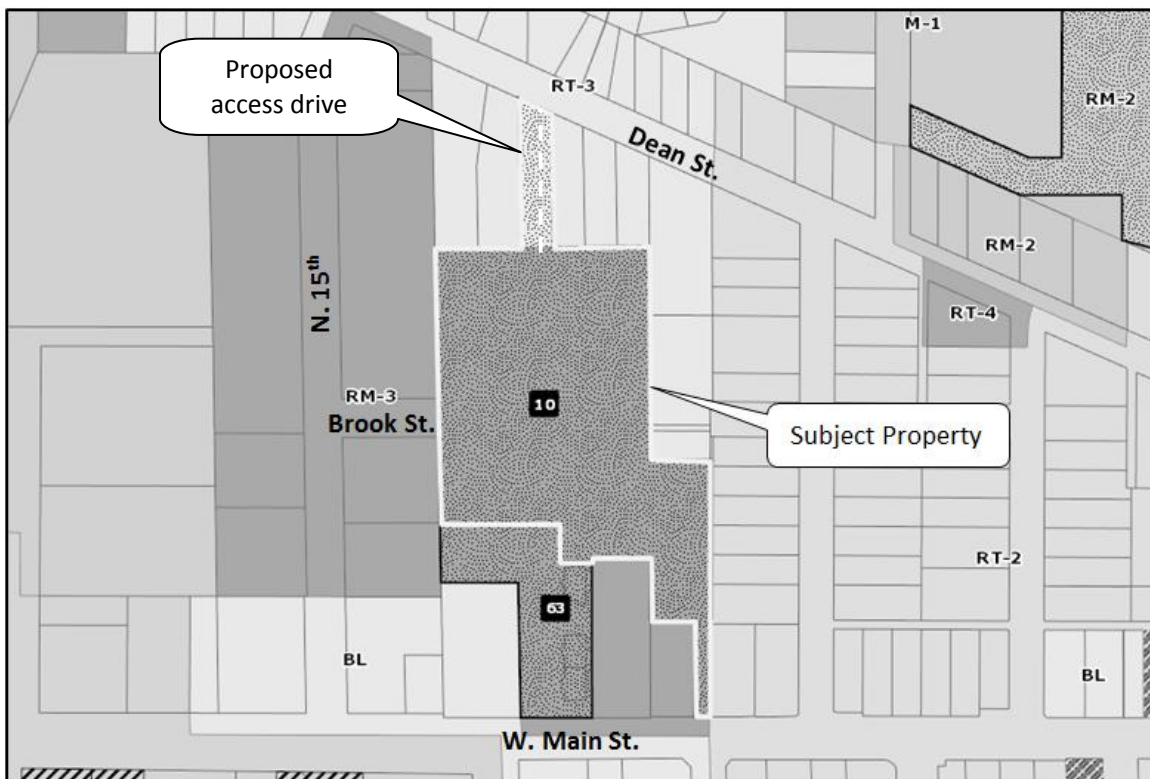 M-1
Proposed
access drive
RT-3
RM-2
Dean St.
RM-2
N. 15th
RT-4
RM-3
10
Brook St.
Subject Property
RT-2
63
BL
BL
W. Main St.